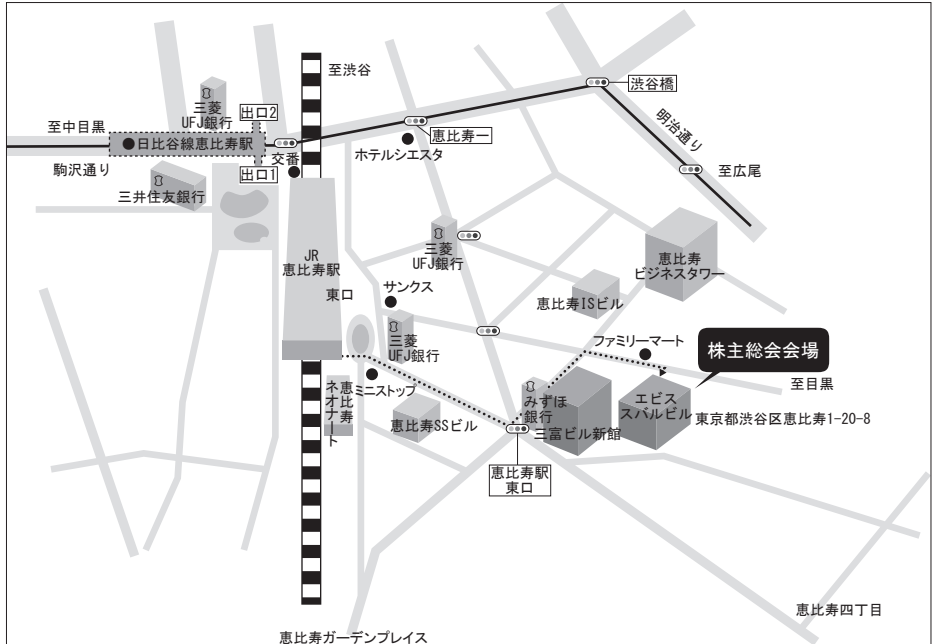 至渋谷
渋谷橋
三菱
UFJ銀行
出口2
至中目黒
恵比寿一
明治通り
●日比谷線恵比寿駅
交番
ホテルシエスタ
駒沢通り
出口1
至広尾
三井住友銀行
JR
恵比寿駅
東口
三菱
UFJ銀行
恵比寿
ビジネスタワー
サンクス
恵比寿ISビル
三菱
UFJ銀行
ファミリーマート
株主総会会場
至目黒
ミニストップ
恵比寿
ネオナート
みずほ
銀行
エビス
スバルビル
東京都渋谷区恵比寿1-20-8
恵比寿SSビル
三富ビル新館
恵比寿駅
東口
恵比寿四丁目
恵比寿ガーデンプレイス